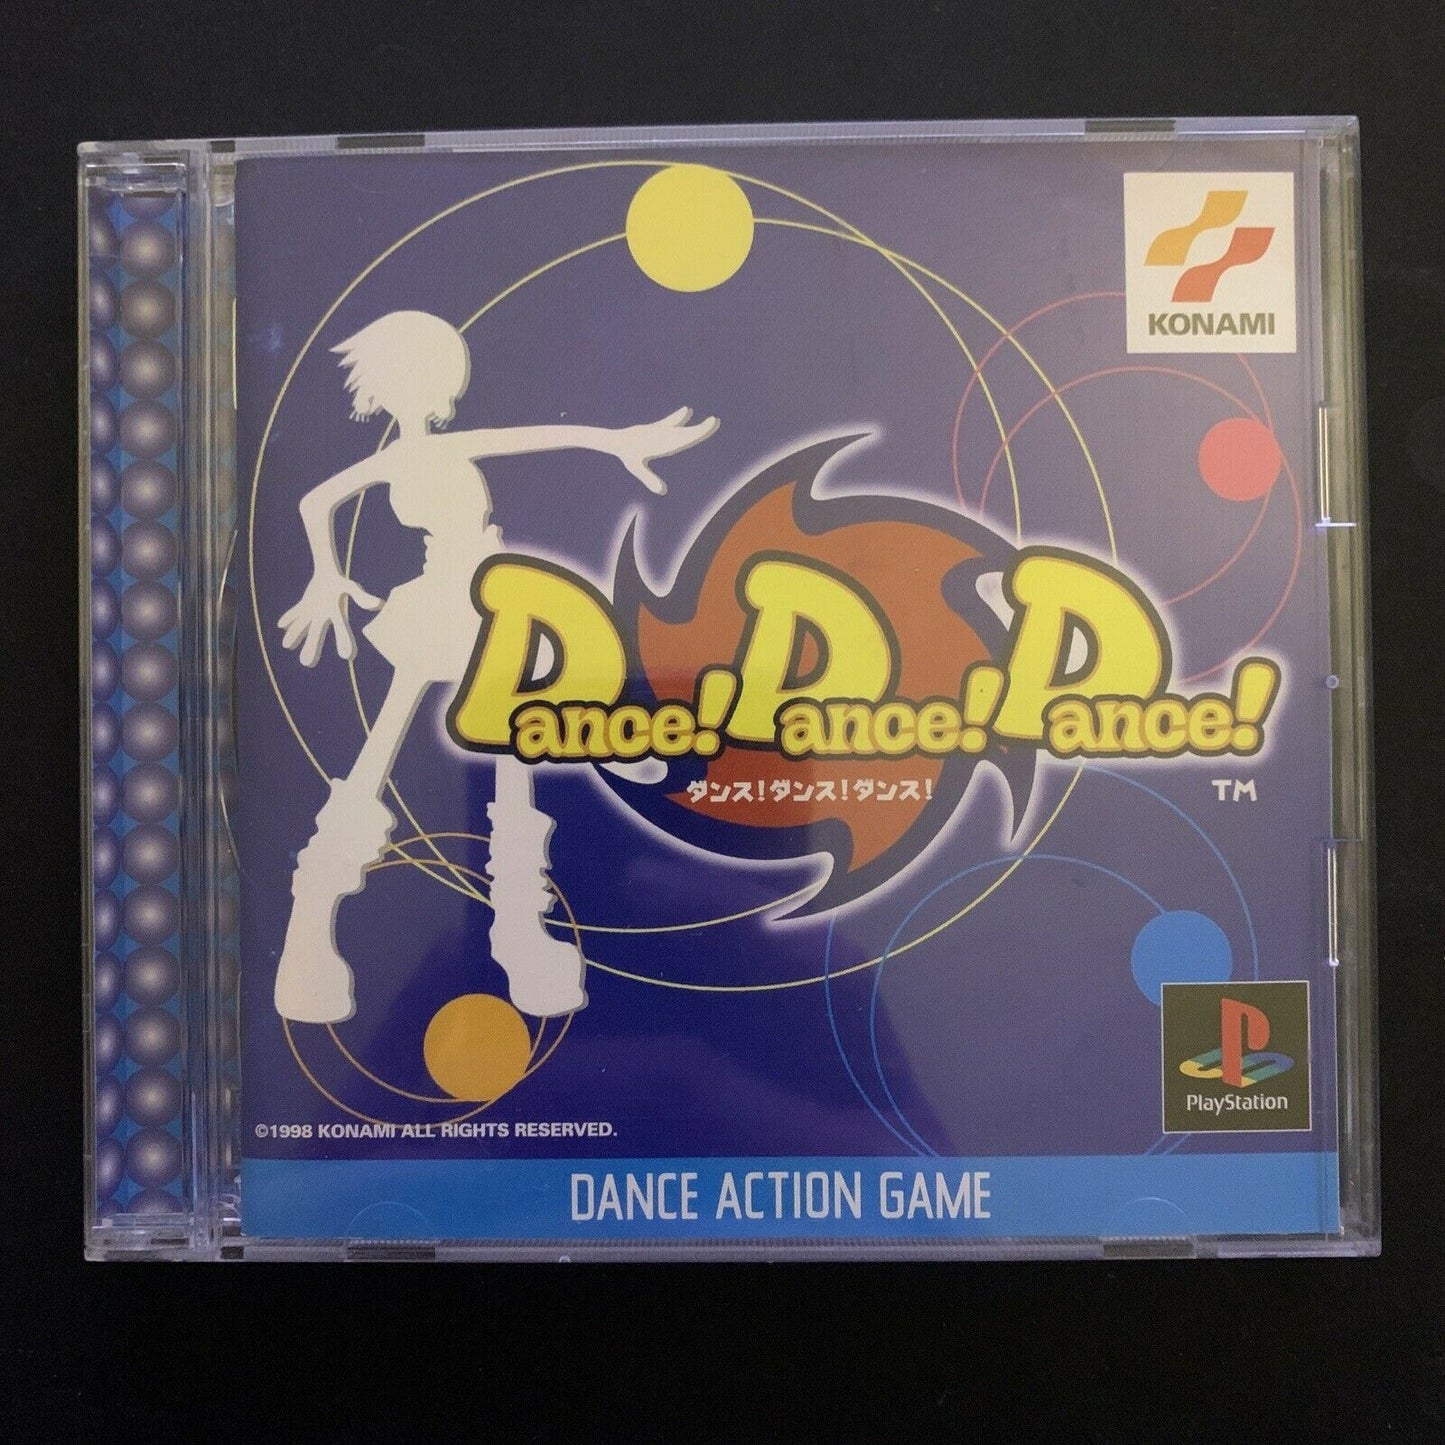 KONAMI
Dance! Dance! Dance!
ダンス!ダンス!ダンス!
TM
PlayStation
©1998 KONAMI ALL RIGHTS RESERVED.
DANCE ACTION GAME